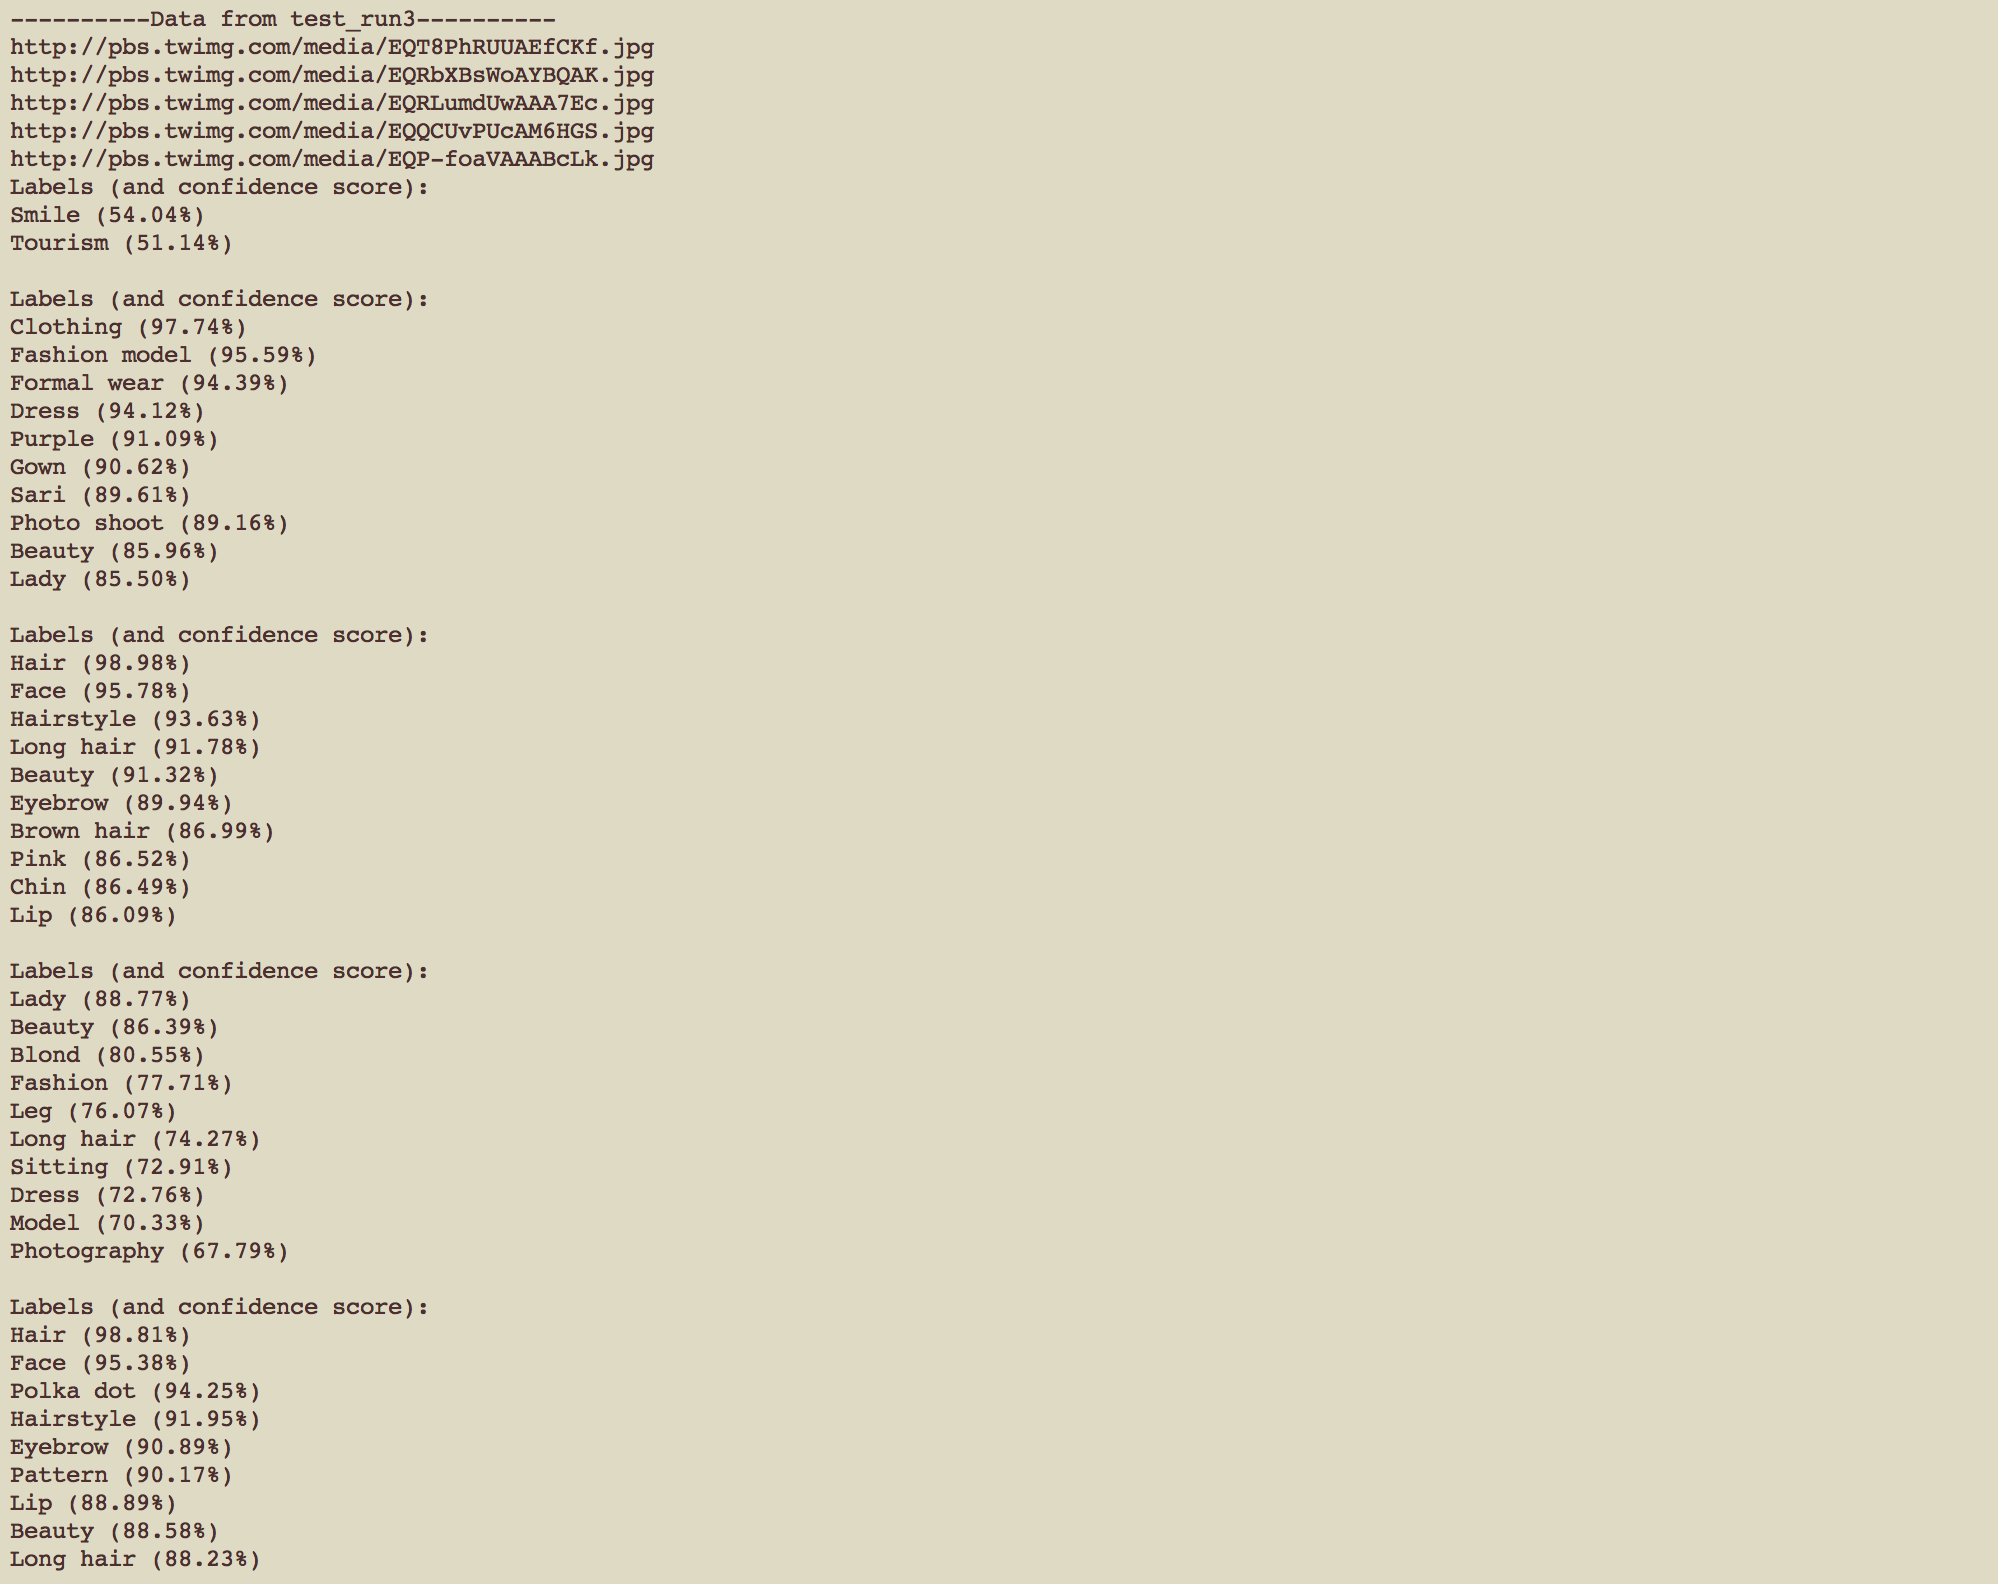 ----------Data from test_run3----------
http://pbs.twimg.com/media/EQT8PhRUUAEfCKf.jpg
http://pbs.twimg.com/media/EQRbXBsWoAYBQAK.jpg
http://pbs.twimg.com/media/EQRLumdUwAAA7Ec.jpg
http://pbs.twimg.com/media/EQQCUvPUcAM6HGS.jpg
http://pbs.twimg.com/media/EQP-foaVAAABcLk.jpg
Labels (and confidence score):
Smile (54.04%)
Tourism (51.14%)

Labels (and confidence score):
Clothing (97.74%)
Fashion model (95.59%)
Formal wear (94.39%)
Dress (94.12%)
Purple (91.09%)
Gown (90.62%)
Sari (89.61%)
Photo shoot (89.16%)
Beauty (85.96%)
Lady (85.50%)

Labels (and confidence score):
Hair (98.98%)
Face (95.78%)
Hairstyle (93.63%)
Long hair (91.78%)
Beauty (91.32%)
Eyebrow (89.94%)
Brown hair (86.99%)
Pink (86.52%)
Chin (86.49%)
Lip (86.09%)

Labels (and confidence score):
Lady (88.77%)
Beauty (86.39%)
Blond (80.55%)
Fashion (77.71%)
Leg (76.07%)
Long hair (74.27%)
Sitting (72.91%)
Dress (72.76%)
Model (70.33%)
Photography (67.79%)

Labels (and confidence score):
Hair (98.81%)
Face (95.38%)
Polka dot (94.25%)
Hairstyle (91.95%)
Eyebrow (90.89%)
Pattern (90.17%)
Lip (88.89%)
Beauty (88.58%)
Long hair (88.23%)